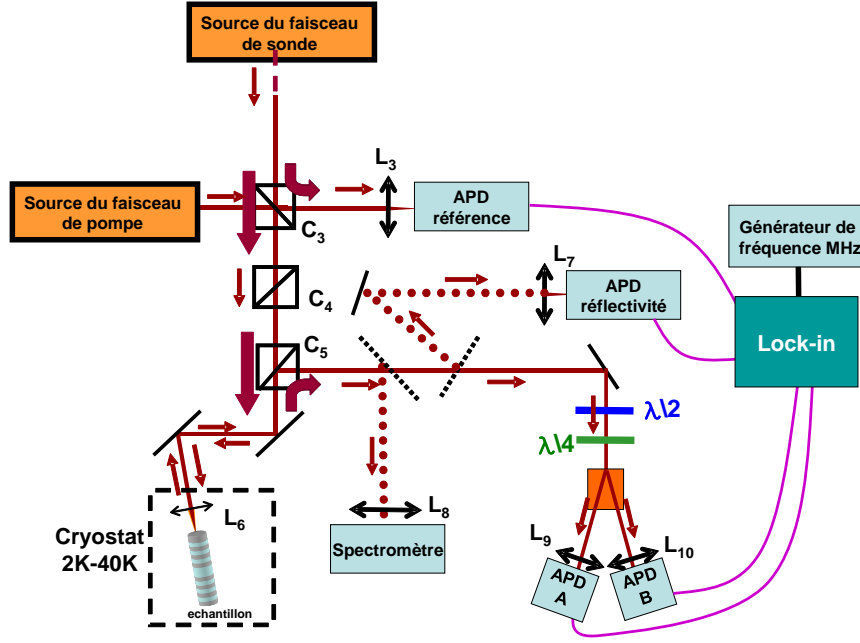 Source du faisceau
de sonde
Source du faisceau
de pompe
C3
L3
APD
référence
Générateur de
fréquence MHz
C4
L7
APD
réflectivité
Lock-in
C5
λ\2
λ\4
Cryostat
2K-40K
L6
echantillon
L8
Spectromètre
L9
L10
APD
A
APD
B